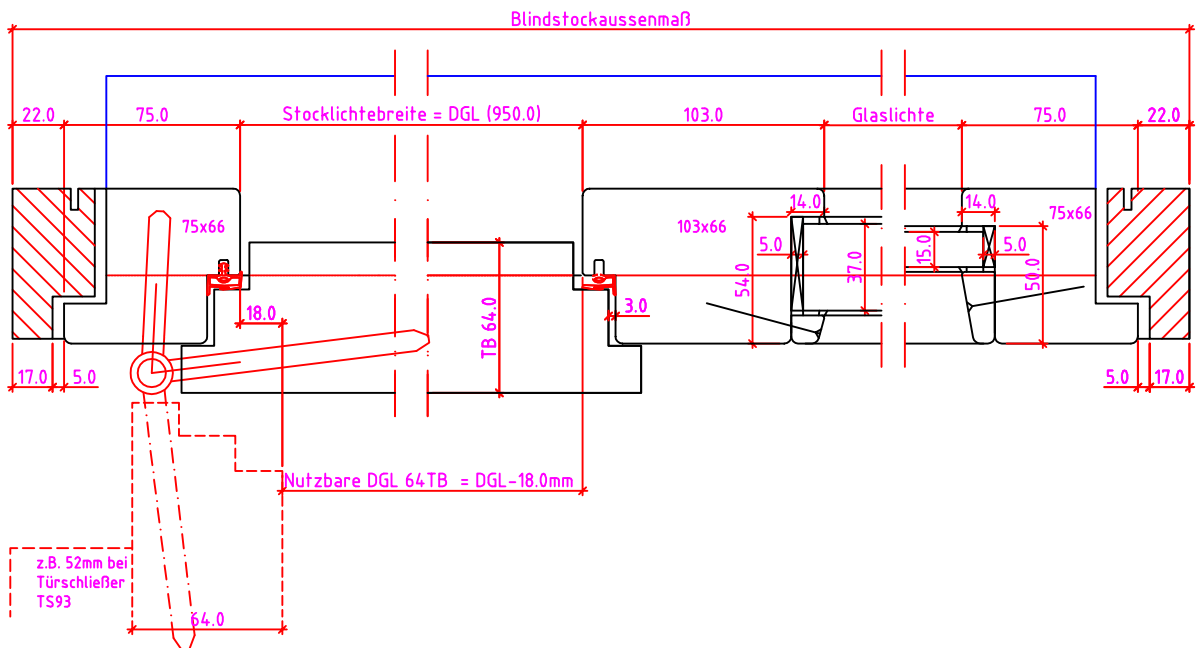 Blindstockaussenmaß
22.0
75.0
Stocklichtebreite = DGL (950.0)
103.0
Glaslichte
75.0
22.0
75x66
103x66
14.0
14.0
75x66
5.0
54.0
37.0
15.0
5.0
50.0
18.0
TB 64.0
3.0
17.0
5.0
5.0
17.0
Nutzbare DGL 64TB = DGL-18.0mm
z.B. 52mm bei
Türschließer
TS93
64.0